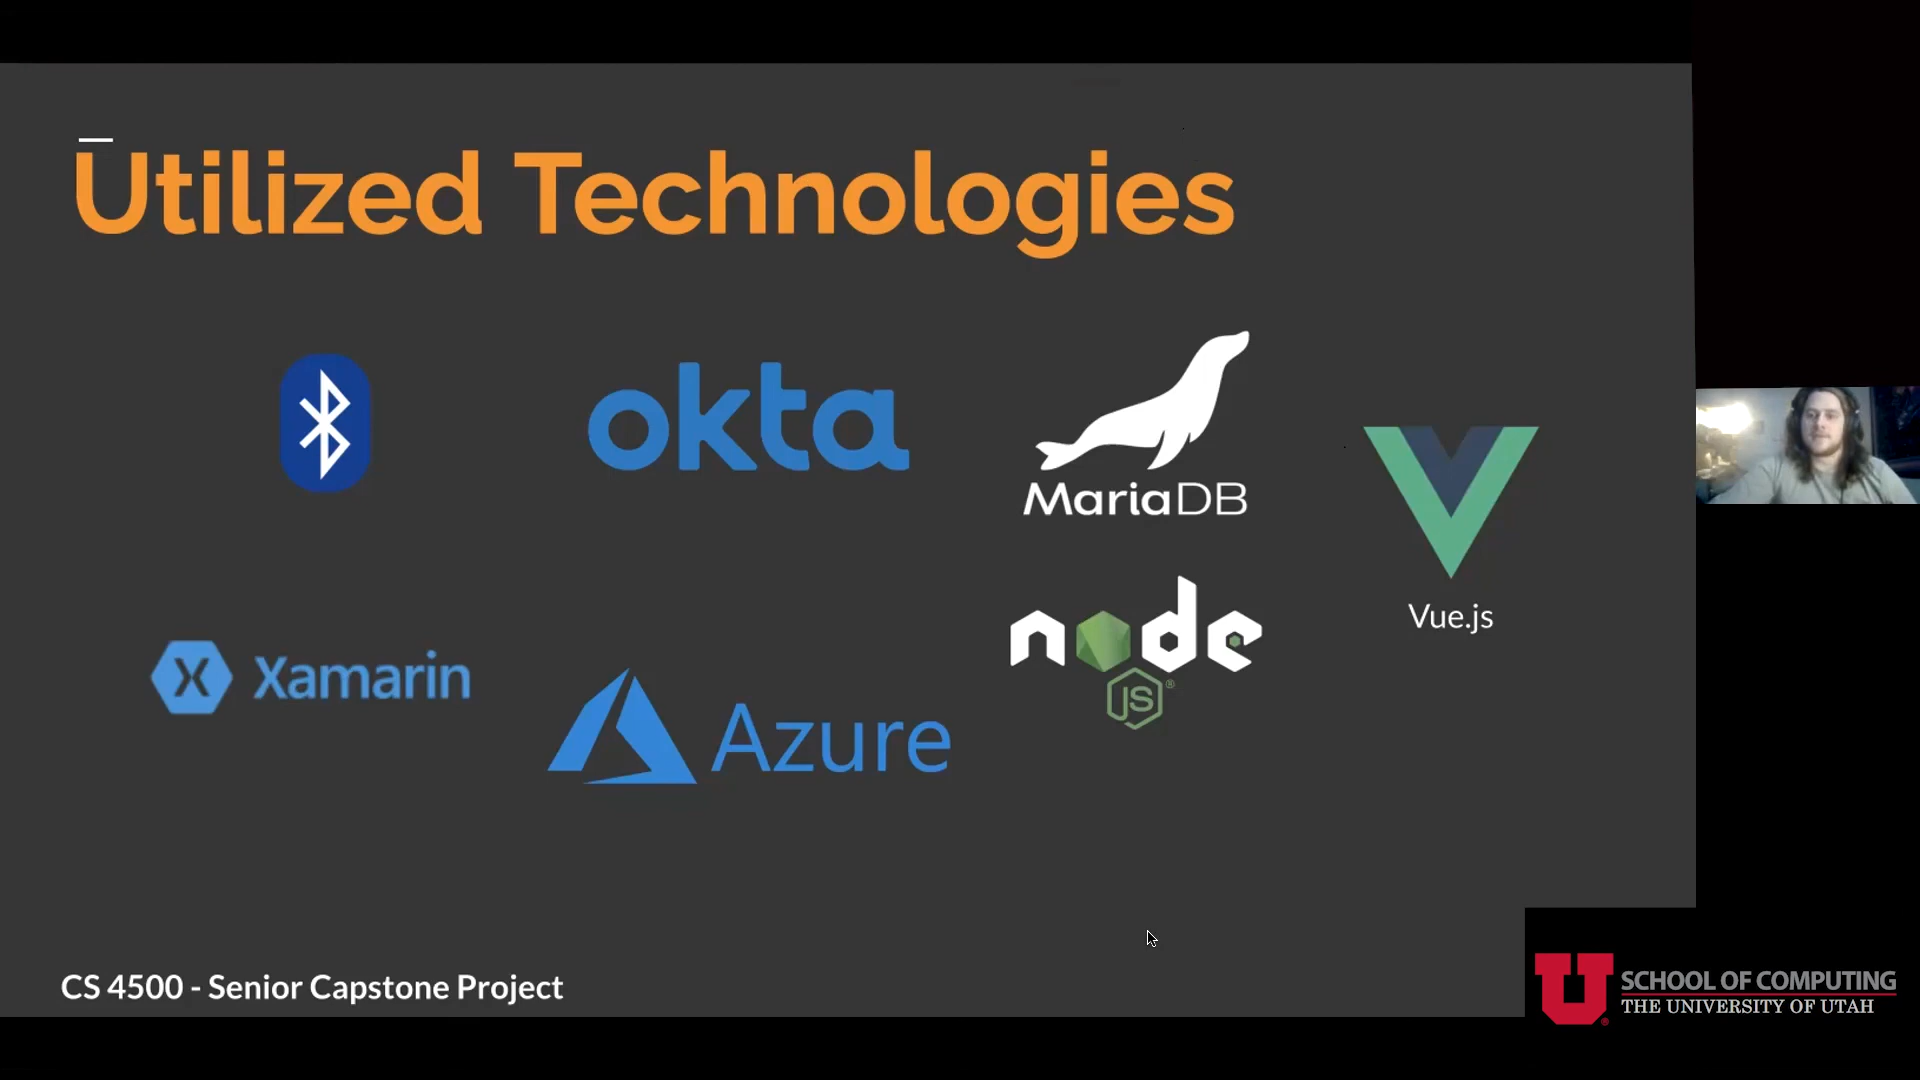 Utilized Technologies
okta
MariaDB
Vue.js
Xamarin
Azure
node
JS®
CS 4500 - Senior Capstone Project
U®
SCHOOL OF COMPUTING
THE UNIVERSITY OF UTAH